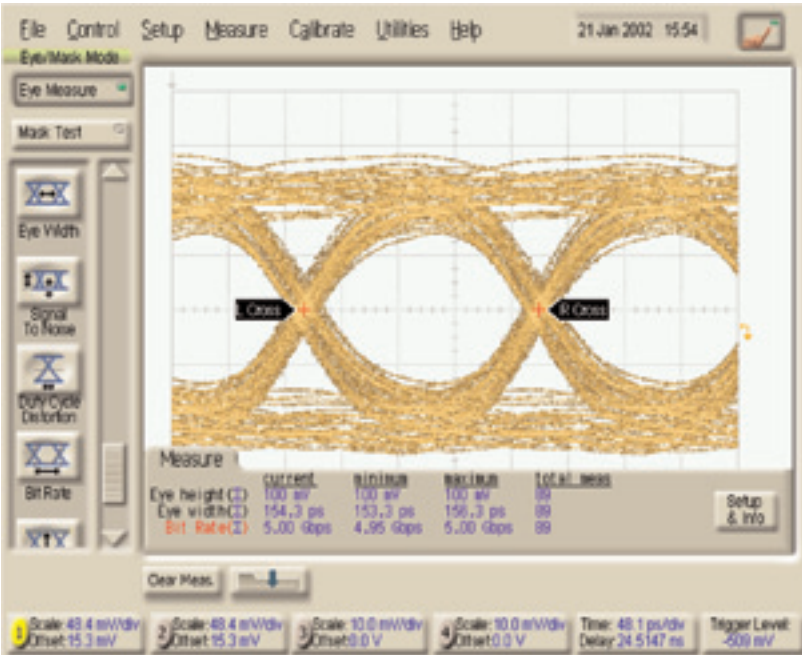 File Control Setup Measure Calibrate Utilities Help 21 Jan 2002 15:54
Eye/Mask Mode
Eye Measure
Mask Test
Eye Width
Signal
To Noise
Duty Cycle
Distortion
Bit Rate
L Cross
R Cross
Measure
current minimum maximum total meas
Eye height(I) 100 mV 100 mV 100 mV 89
Eye width(I) 154.3 ps 153.3 ps 158.3 ps 89
Bit Rate(I) 5.00 Gbps 4.95 Gbps 5.00 Gbps 89
Setup
& Info
Clear Meas.
1 Scale: 48.4 mV/div
Offset: 15.3 mV
2 Scale: 48.4 mV/div
Offset: 15.3 mV
3 Scale: 10.0 mV/div
Offset: 0.0 V
4 Scale: 10.0 mV/div
Offset: 0.0 V
Time: 48.1 ps/div
Delay: 24.5147 ns
Trigger Level:
-509 mV